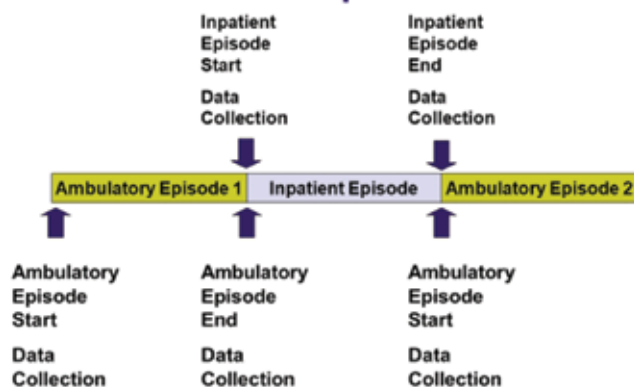 Inpatient
Episode
Start
Data
Collection
Inpatient
Episode
End
Data
Collection
Ambulatory Episode 1
Inpatient Episode
Ambulatory Episode 2
Ambulatory
Episode
Start
Data
Collection
Ambulatory
Episode
End
Data
Collection
Ambulatory
Episode
Start
Data
Collection